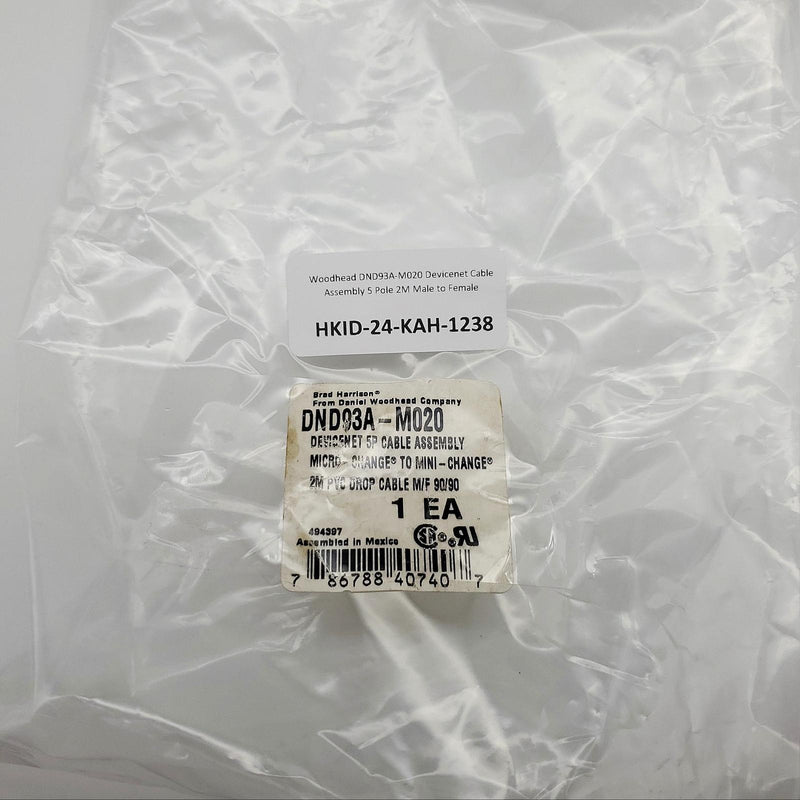 Woodhead DND93A-M020 Devicenet Cable
Assembly 5 Pole 2M Male to Female
HKID-24-KAH-1238
Brad Harrison®
From Daniel Woodhead Company
DND93A-M020
DEVICENET 5P CABLE ASSEMBLY
MICRO-CHANGE® TO MINI-CHANGE®
2M PVC DROP CABLE M/F 90/90
1 EA
494397
Assembled in Mexico
7 86788 40740 7